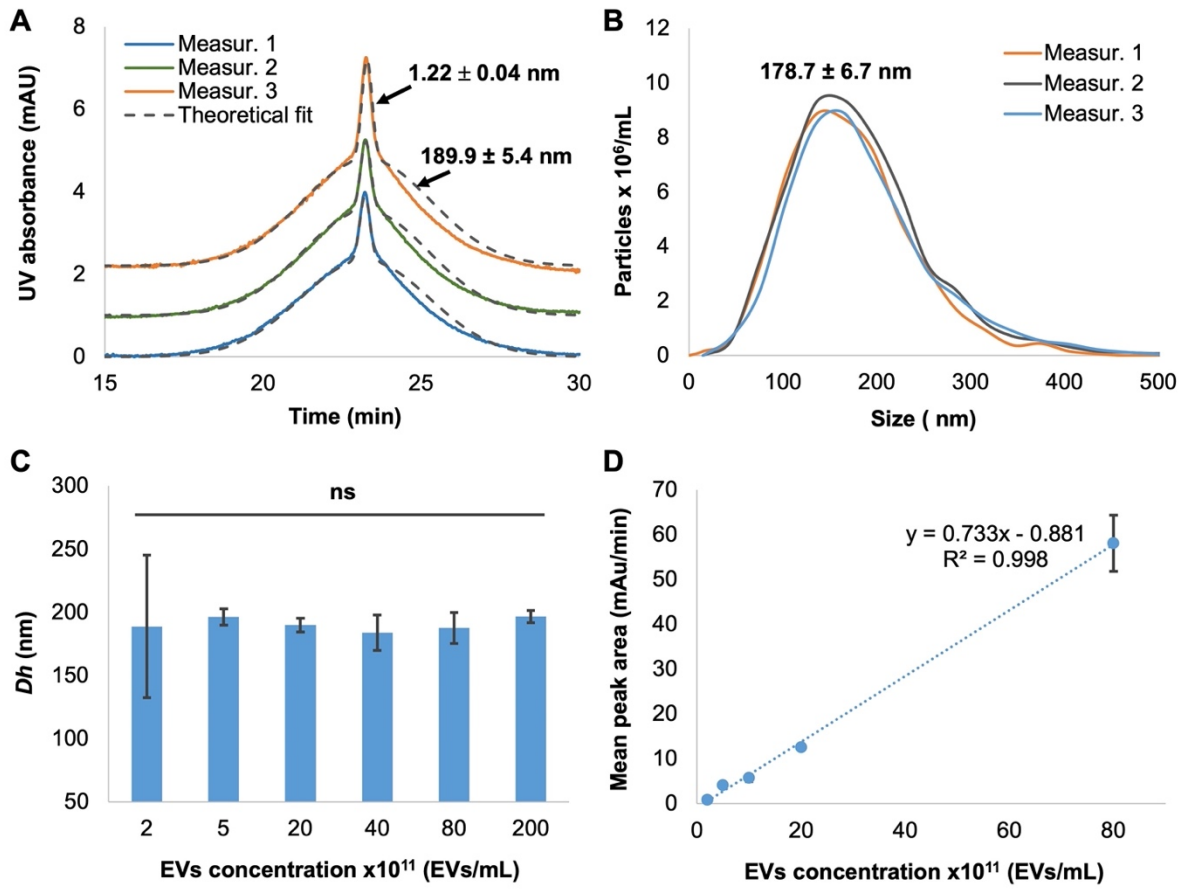 A
UV absorbance (mAU)
8
6
4
2
0
Measur. 1
Measur. 2
Measur. 3
Theoretical fit
1.22 ± 0.04 nm
189.9 ± 5.4 nm
15 20 25 30
Time (min)
B
Particles x 10⁶/mL
12
10
8
6
4
2
0
178.7 ± 6.7 nm
Measur. 1
Measur. 2
Measur. 3
0 100 200 300 400 500
Size ( nm)
C
Dh (nm)
300
250
200
150
100
50
ns
2 5 20 40 80 200
EVs concentration x10¹¹ (EVs/mL)
D
Mean peak area (mAu/min)
70
60
50
40
30
20
10
0
y = 0.733x - 0.881
R² = 0.998
0 20 40 60 80
EVs concentration x10¹¹ (EVs/mL)